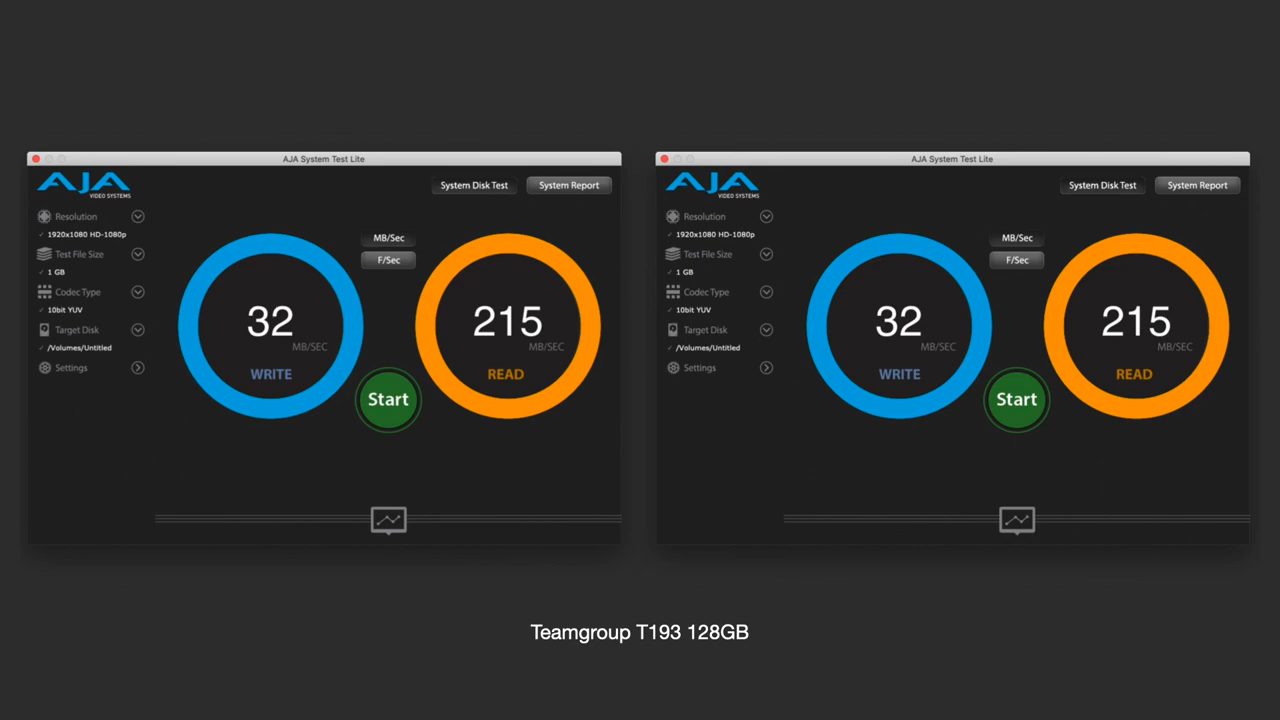 AJA System Test Lite
AJA
VIDEO SYSTEMS
System Disk Test
System Report
Resolution
✓ 1920x1080 HD-1080p
Test File Size
✓ 1 GB
Codec Type
✓ 10bit YUV
Target Disk
✓ /Volumes/Untitled
Settings
MB/Sec
F/Sec
32
MB/SEC
WRITE
215
MB/SEC
READ
Start
AJA System Test Lite
AJA
VIDEO SYSTEMS
System Disk Test
System Report
Resolution
✓ 1920x1080 HD-1080p
Test File Size
✓ 1 GB
Codec Type
✓ 10bit YUV
Target Disk
✓ /Volumes/Untitled
Settings
MB/Sec
F/Sec
32
MB/SEC
WRITE
215
MB/SEC
READ
Start
Teamgroup T193 128GB